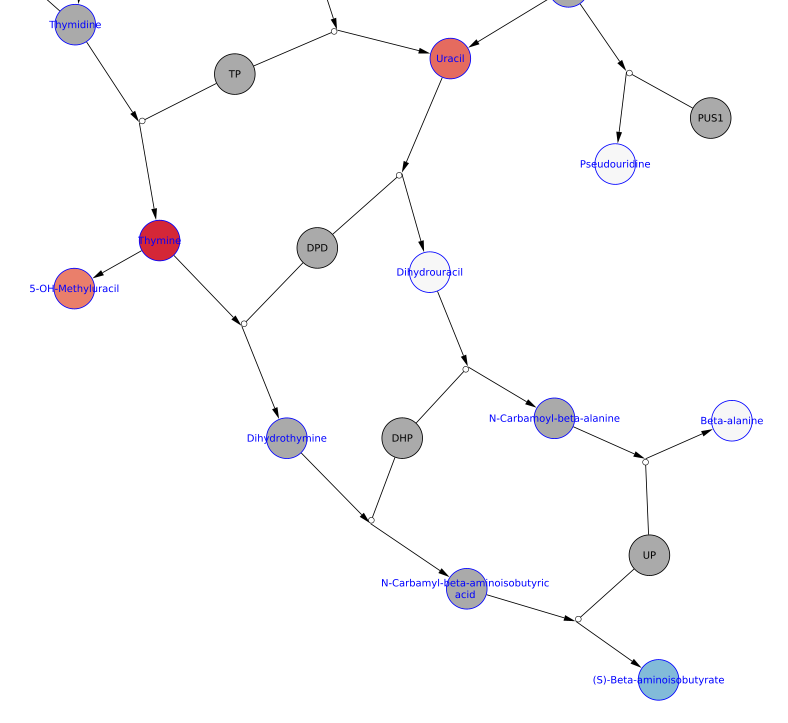 Thymidine
TP
Uracil
PUS1
Pseudouridine
Thymine
DPD
Dihydrouracil
5-OH-Methyluracil
N-Carbamoyl-beta-alanine
Beta-alanine
Dihydrothymine
DHP
UP
N-Carbamyl-beta-aminoisobutyric
acid
(S)-Beta-aminoisobutyrate